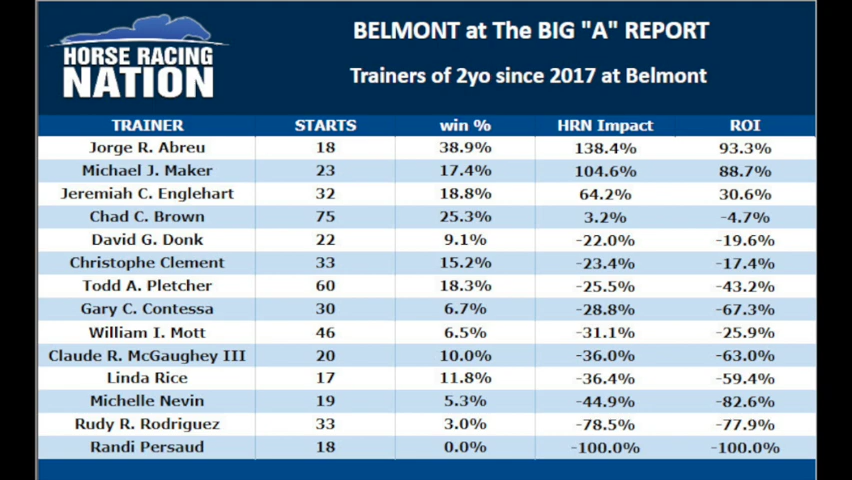 HORSE RACING
NATION
BELMONT at The BIG "A" REPORT
Trainers of 2yo since 2017 at Belmont
TRAINER STARTS win % HRN Impact ROI
Jorge R. Abreu 18 38.9% 138.4% 93.3%
Michael J. Maker 23 17.4% 104.6% 88.7%
Jeremiah C. Englehart 32 18.8% 64.2% 30.6%
Chad C. Brown 75 25.3% 3.2% -4.7%
David G. Donk 22 9.1% -22.0% -19.6%
Christophe Clement 33 15.2% -23.4% -17.4%
Todd A. Pletcher 60 18.3% -25.5% -43.2%
Gary C. Contessa 30 6.7% -28.8% -67.3%
William I. Mott 46 6.5% -31.1% -25.9%
Claude R. McGaughey III 20 10.0% -36.0% -63.0%
Linda Rice 17 11.8% -36.4% -59.4%
Michelle Nevin 19 5.3% -44.9% -82.6%
Rudy R. Rodriguez 33 3.0% -78.5% -77.9%
Randi Persaud 18 0.0% -100.0% -100.0%